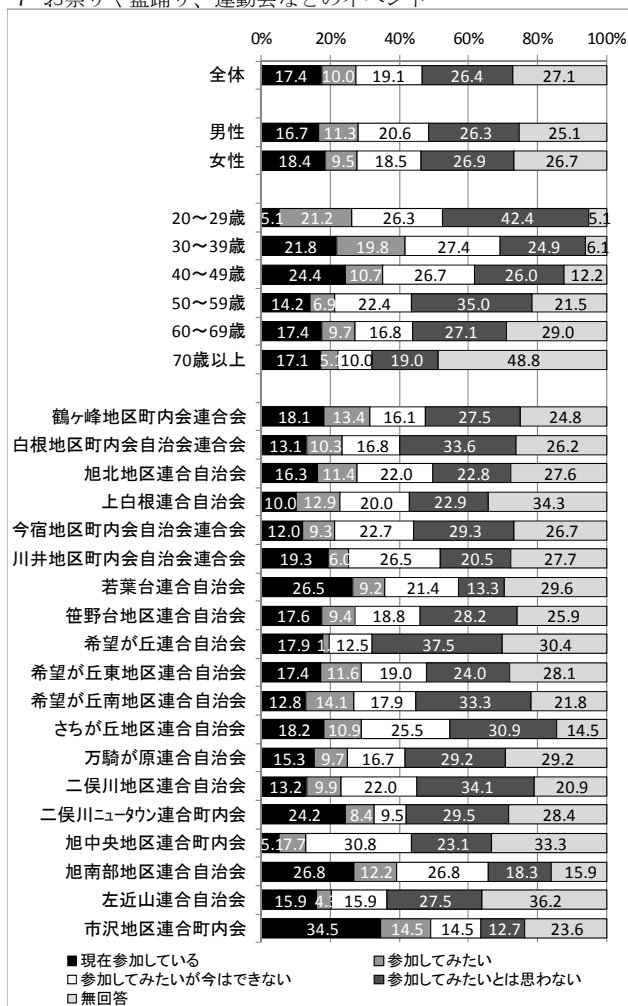 7 お祭りや盆踊り、運動会などのイベント
0% 20% 40% 60% 80% 100%
全体 17.4 10.0 19.1 26.4 27.1
男性 16.7 11.3 20.6 26.3 25.1
女性 18.4 9.5 18.5 26.9 26.7
20～29歳 5.1 21.2 26.3 42.4 5.1
30～39歳 21.8 19.8 27.4 24.9 6.1
40～49歳 24.4 10.7 26.7 26.0 12.2
50～59歳 14.2 6.9 22.4 35.0 21.5
60～69歳 17.4 9.7 16.8 27.1 29.0
70歳以上 17.1 5.1 10.0 19.0 48.8
鶴ヶ峰地区町内会連合会 18.1 13.4 16.1 27.5 24.8
白根地区町内会自治会連合会 13.1 10.3 16.8 33.6 26.2
旭北地区連合自治会 16.3 11.4 22.0 22.8 27.6
上白根連合自治会 10.0 12.9 20.0 22.9 34.3
今宿地区町内会自治会連合会 12.0 9.3 22.7 29.3 26.7
川井地区町内会自治会連合会 19.3 6.0 26.5 20.5 27.7
若葉台連合自治会 26.5 9.2 21.4 13.3 29.6
笹野台地区連合自治会 17.6 9.4 18.8 28.2 25.9
希望が丘連合自治会 17.9 1. 12.5 37.5 30.4
希望が丘東地区連合自治会 17.4 11.6 19.0 24.0 28.1
希望が丘南地区連合自治会 12.8 14.1 17.9 33.3 21.8
さちが丘地区連合自治会 18.2 10.9 25.5 30.9 14.5
万騎が原連合自治会 15.3 9.7 16.7 29.2 29.2
二俣川地区連合自治会 13.2 9.9 22.0 34.1 20.9
二俣川ﾆｭｰﾀｳﾝ連合町内会 24.2 8.4 9.5 29.5 28.4
旭中央地区連合町内会 5.1 7.7 30.8 23.1 33.3
旭南部地区連合自治会 26.8 12.2 26.8 18.3 15.9
左近山連合自治会 15.9 4.3 15.9 27.5 36.2
市沢地区連合町内会 34.5 14.5 14.5 12.7 23.6
現在参加している 参加してみたい
参加してみたいが今はできない 参加してみたいとは思わない
無回答